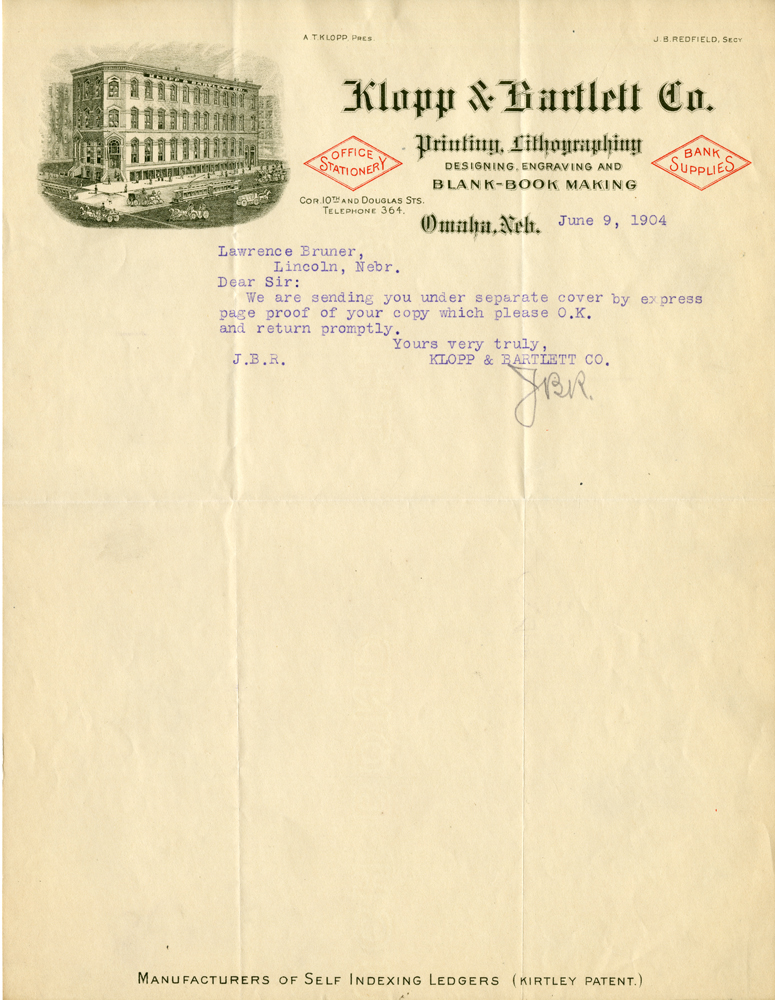 A.T. KLOPP, PRES.
J.B. REDFIELD, SECY
Klopp & Bartlett Co.
Printing, Lithographing
OFFICE STATIONERY
DESIGNING, ENGRAVING AND
BANK SUPPLIES
BLANK-BOOK MAKING
COR. 10TH AND DOUGLAS STS.
TELEPHONE 364.
Omaha, Neb. June 9, 1904
Lawrence Bruner,
Lincoln, Nebr.
Dear Sir:
We are sending you under separate cover by express
page proof of your copy which please O.K.
and return promptly.
Yours very truly,
J.B.R. KLOPP & BARTLETT CO.
JBR.
MANUFACTURERS OF SELF INDEXING LEDGERS (KIRTLEY PATENT.)